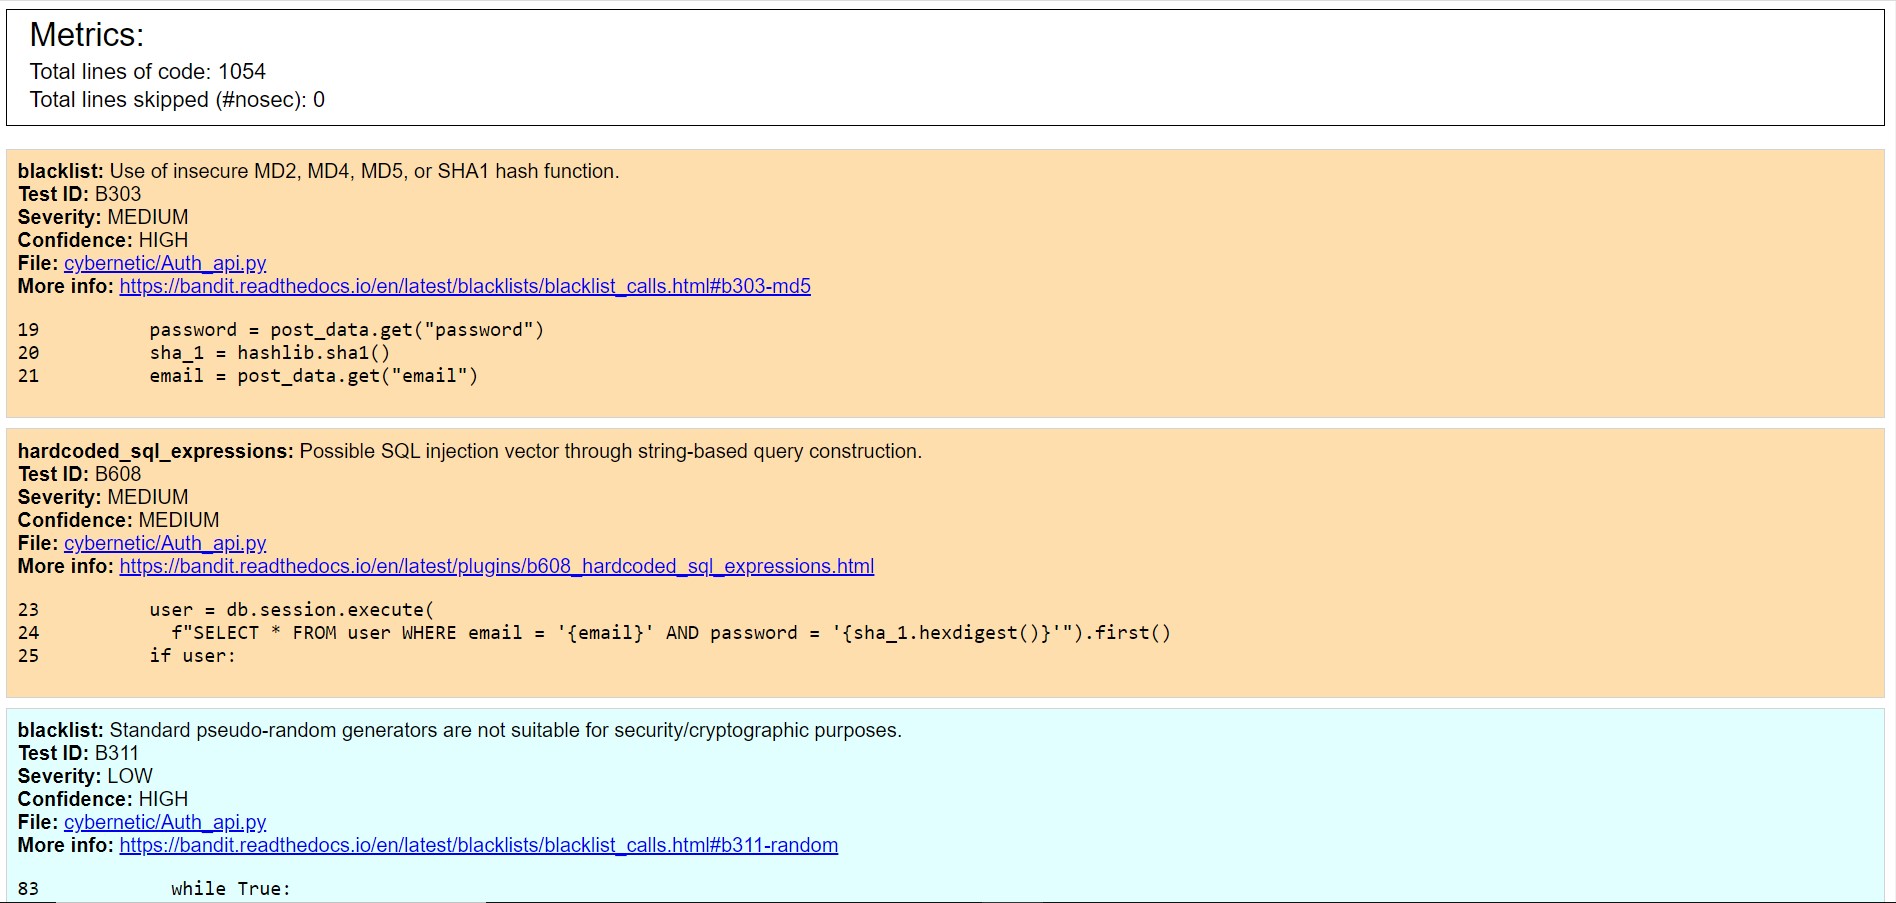 Metrics:
Total lines of code: 1054
Total lines skipped (#nosec): 0
blacklist: Use of insecure MD2, MD4, MD5, or SHA1 hash function.
Test ID: B303
Severity: MEDIUM
Confidence: HIGH
File: cybernetic/Auth_api.py
More info: https://bandit.readthedocs.io/en/latest/blacklists/blacklist_calls.html#b303-md5
19          password = post_data.get("password")
20          sha_1 = hashlib.sha1()
21          email = post_data.get("email")
hardcoded_sql_expressions: Possible SQL injection vector through string-based query construction.
Test ID: B608
Severity: MEDIUM
Confidence: MEDIUM
File: cybernetic/Auth_api.py
More info: https://bandit.readthedocs.io/en/latest/plugins/b608_hardcoded_sql_expressions.html
23          user = db.session.execute(
24            f"SELECT * FROM user WHERE email = '{email}' AND password = '{sha_1.hexdigest()}'").first()
25          if user:
blacklist: Standard pseudo-random generators are not suitable for security/cryptographic purposes.
Test ID: B311
Severity: LOW
Confidence: HIGH
File: cybernetic/Auth_api.py
More info: https://bandit.readthedocs.io/en/latest/blacklists/blacklist_calls.html#b311-random
83            while True: